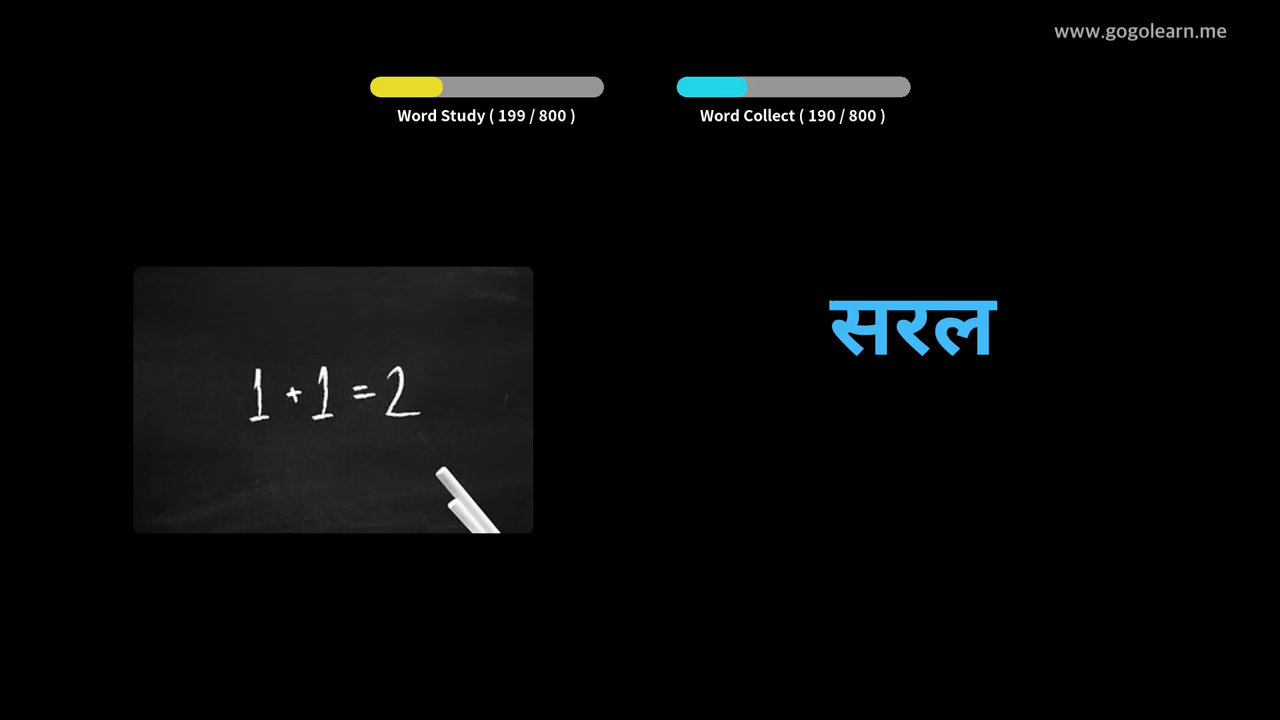 www.gogolearn.me
Word Study ( 199 / 800 )
Word Collect ( 190 / 800 )
1 + 1 = 2
सरल